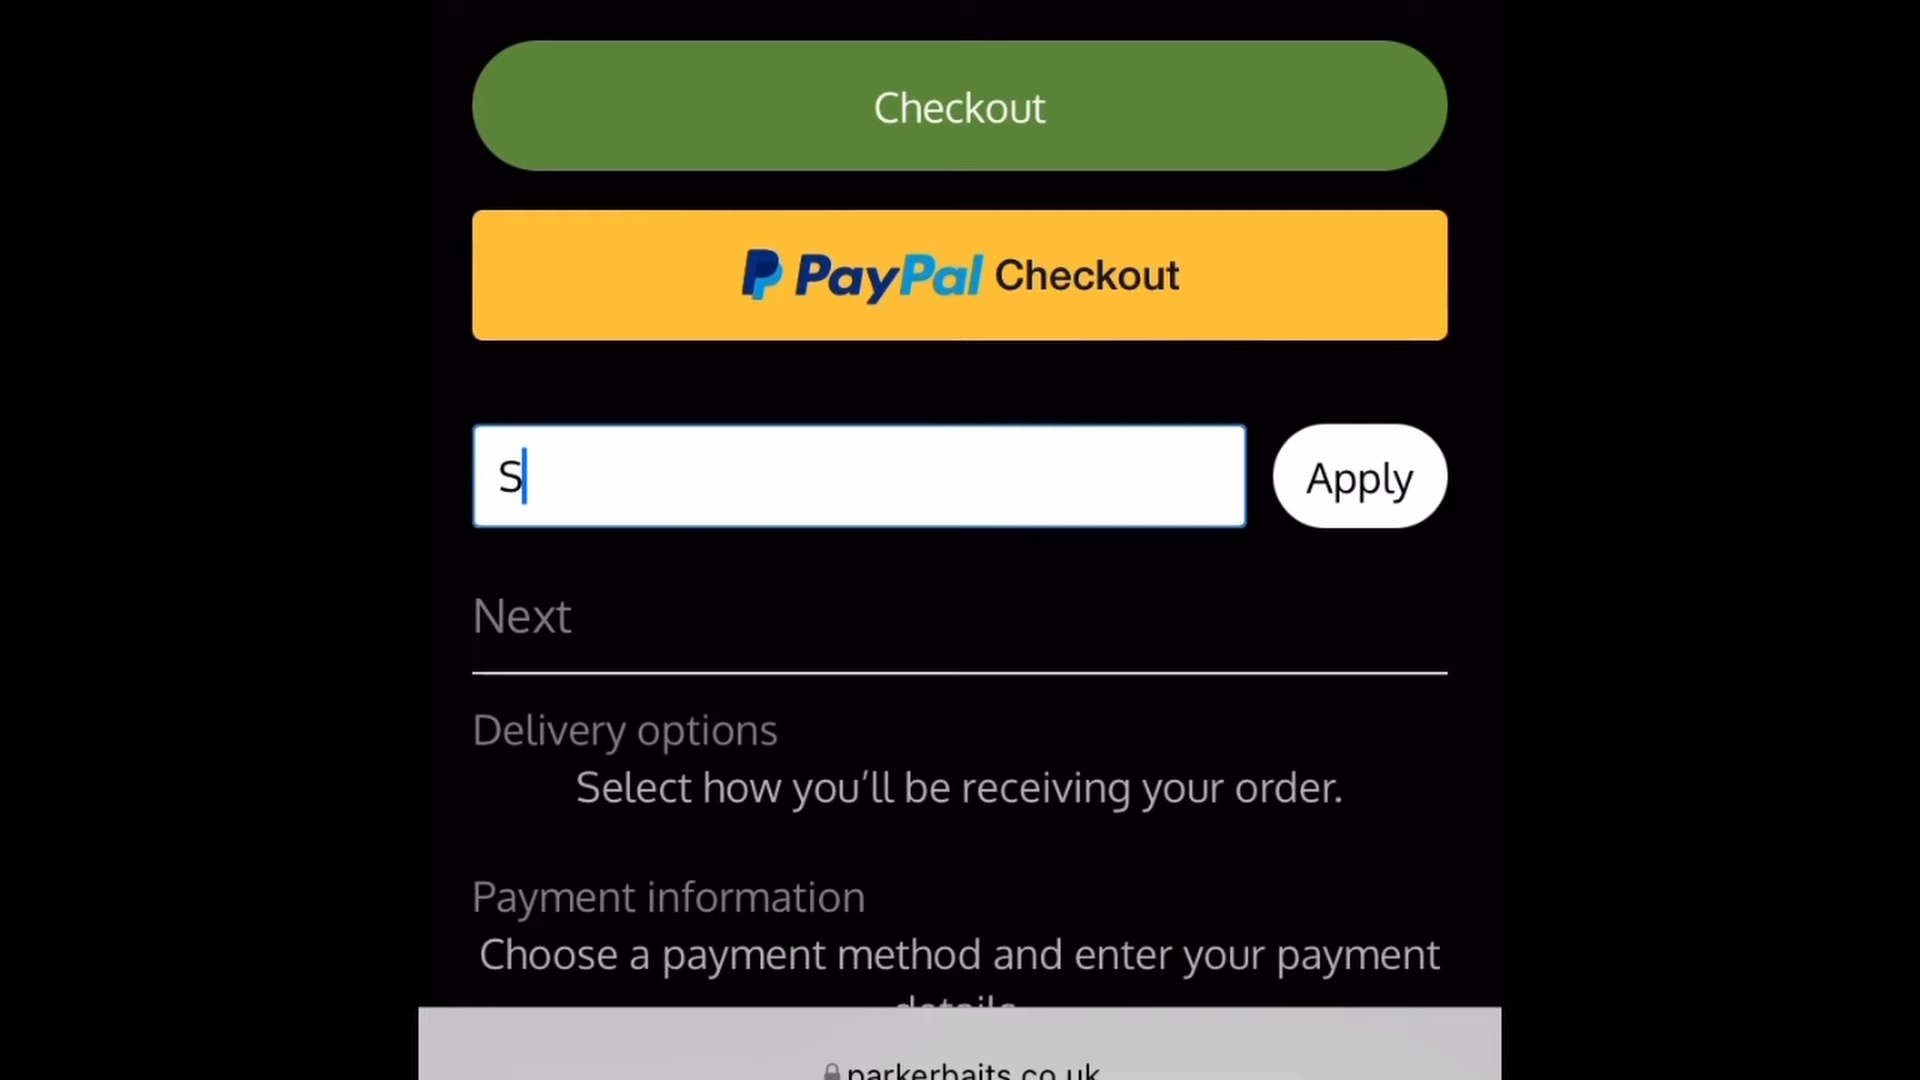 Checkout
PayPal Checkout
S
Apply
Next
Delivery options
Select how you’ll be receiving your order.
Payment information
Choose a payment method and enter your payment
details.
parkerbaits.co.uk